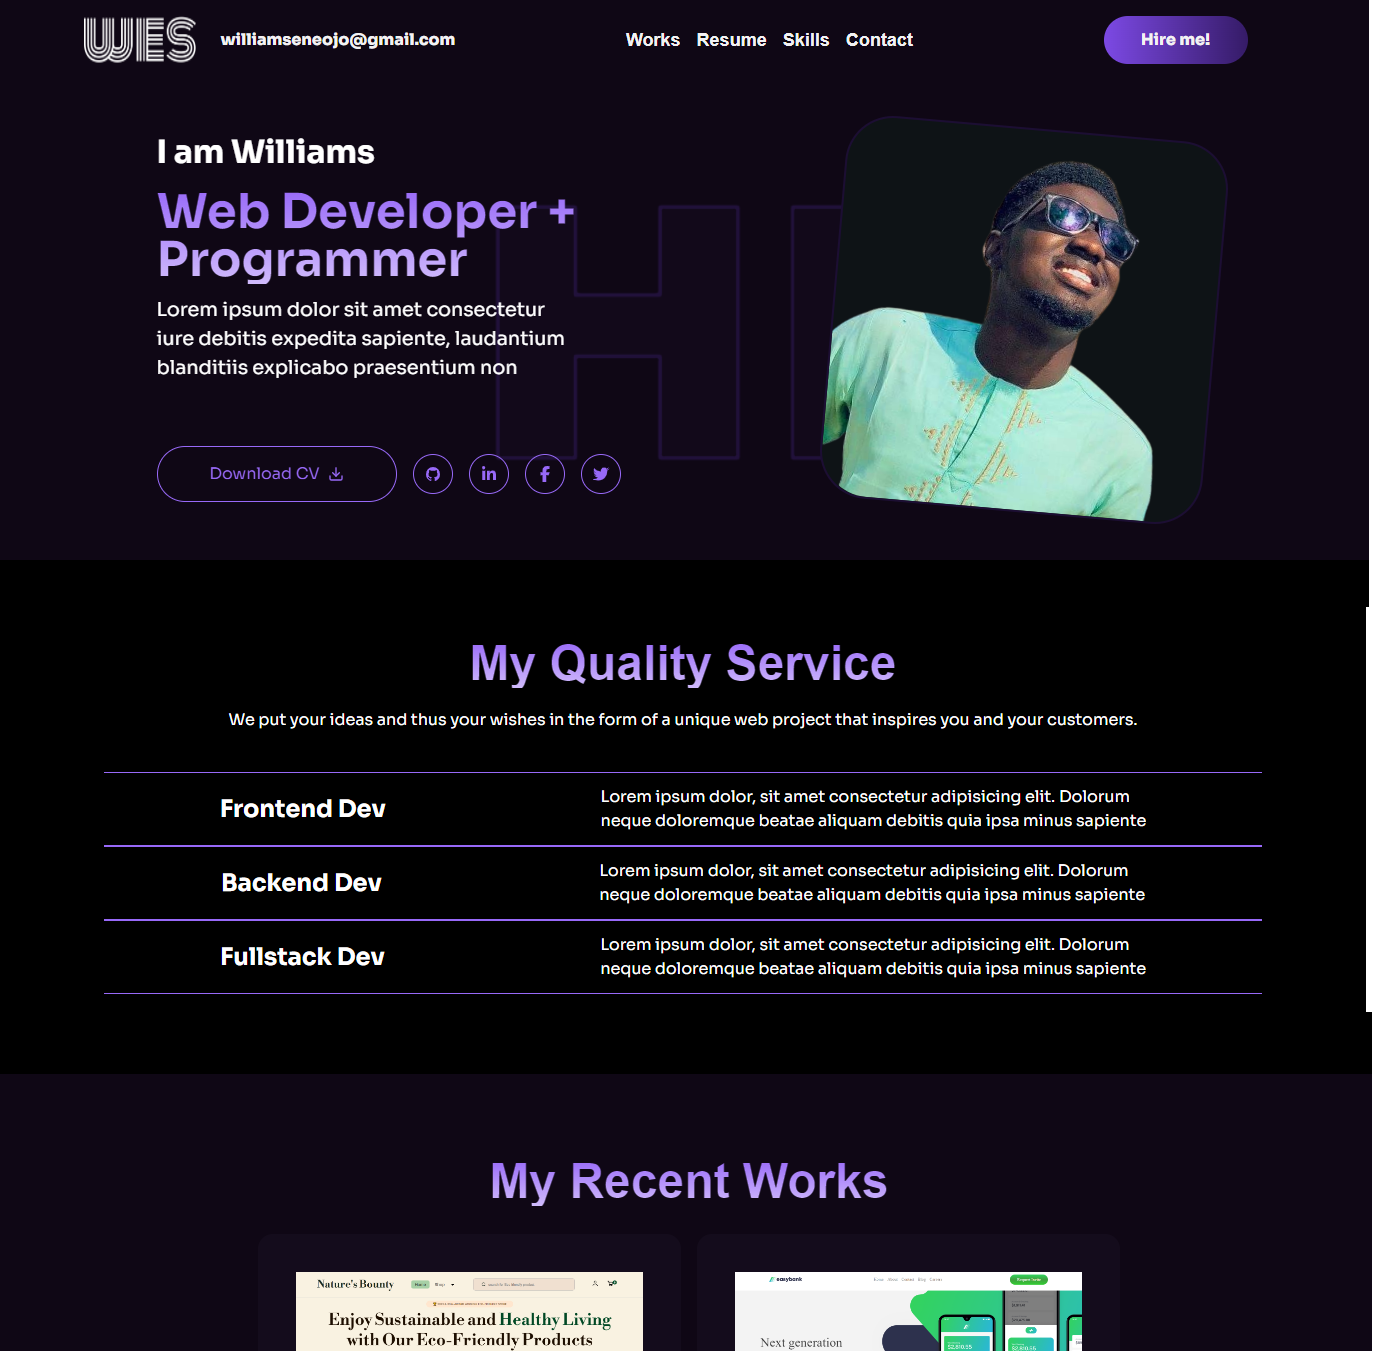 WES
williamseneojo@gmail.com
Works Resume Skills Contact
Hire me!
I am Williams
Web Developer +
Programmer
Lorem ipsum dolor sit amet consectetur
iure debitis expedita sapiente, laudantium
blanditiis explicabo praesentium non
Download CV
My Quality Service
We put your ideas and thus your wishes in the form of a unique web project that inspires you and your customers.
Frontend Dev
Lorem ipsum dolor, sit amet consectetur adipisicing elit. Dolorum
neque doloremque beatae aliquam debitis quia ipsa minus sapiente
Backend Dev
Lorem ipsum dolor, sit amet consectetur adipisicing elit. Dolorum
neque doloremque beatae aliquam debitis quia ipsa minus sapiente
Fullstack Dev
Lorem ipsum dolor, sit amet consectetur adipisicing elit. Dolorum
neque doloremque beatae aliquam debitis quia ipsa minus sapiente
My Recent Works
Nature's Bounty
Home Shop
Enjoy Sustainable and Healthy Living
with Our Eco-Friendly Products
easybank
Next generation